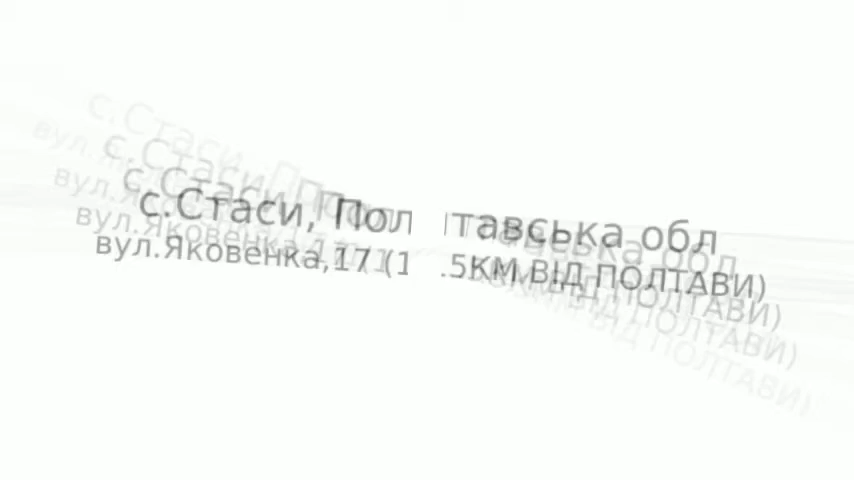 с.Стаси, Полтавська обл
вул.Яковенка,17 (1.5КМ ВІД ПОЛТАВИ)